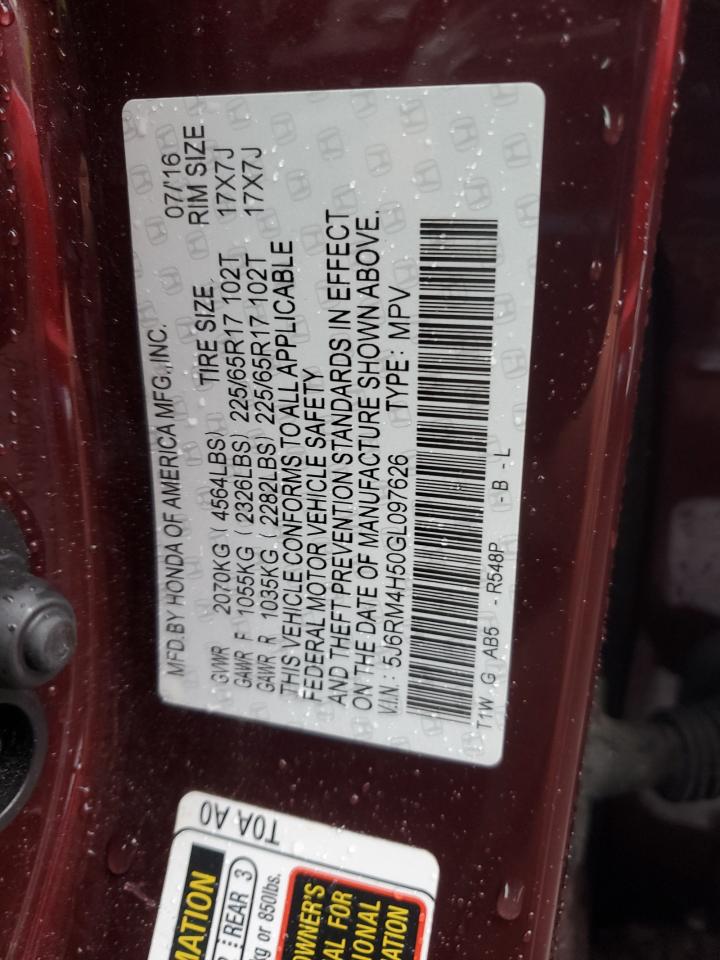 MFD.BY HONDA OF AMERICA MFG.,INC. 07/'16
TIRE SIZE RIM SIZE
GVWR 2070KG (4564LBS)
GAWR F 1055KG (2326LBS) 225/65R17 102T 17X7J
GAWR R 1035KG (2282LBS) 225/65R17 102T 17X7J
THIS VEHICLE CONFORMS TO ALL APPLICABLE
FEDERAL MOTOR VEHICLE SAFETY
AND THEFT PREVENTION STANDARDS IN EFFECT
ON THE DATE OF MANUFACTURE SHOWN ABOVE.
V.I.N.: 5J6RM4H50GL097626 TYPE: MPV
T1W G AB5 -R548P -B-L
T0A A0
MATION
REAR 3
kg or 850lbs.
OWNER'S
AL FOR
IONAL
ATION